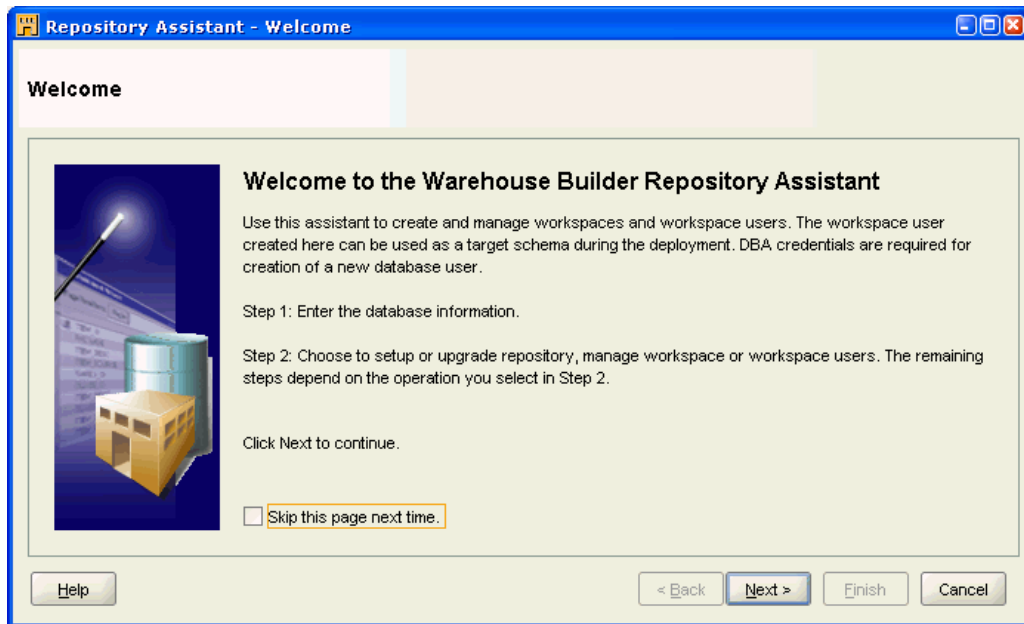 Repository Assistant - Welcome
Welcome
Welcome to the Warehouse Builder Repository Assistant
Use this assistant to create and manage workspaces and workspace users. The workspace user
created here can be used as a target schema during the deployment. DBA credentials are required for
creation of a new database user.
Step 1: Enter the database information.
Step 2: Choose to setup or upgrade repository, manage workspace or workspace users. The remaining
steps depend on the operation you select in Step 2.
Click Next to continue.
Skip this page next time.
Help
< Back
Next >
Finish
Cancel